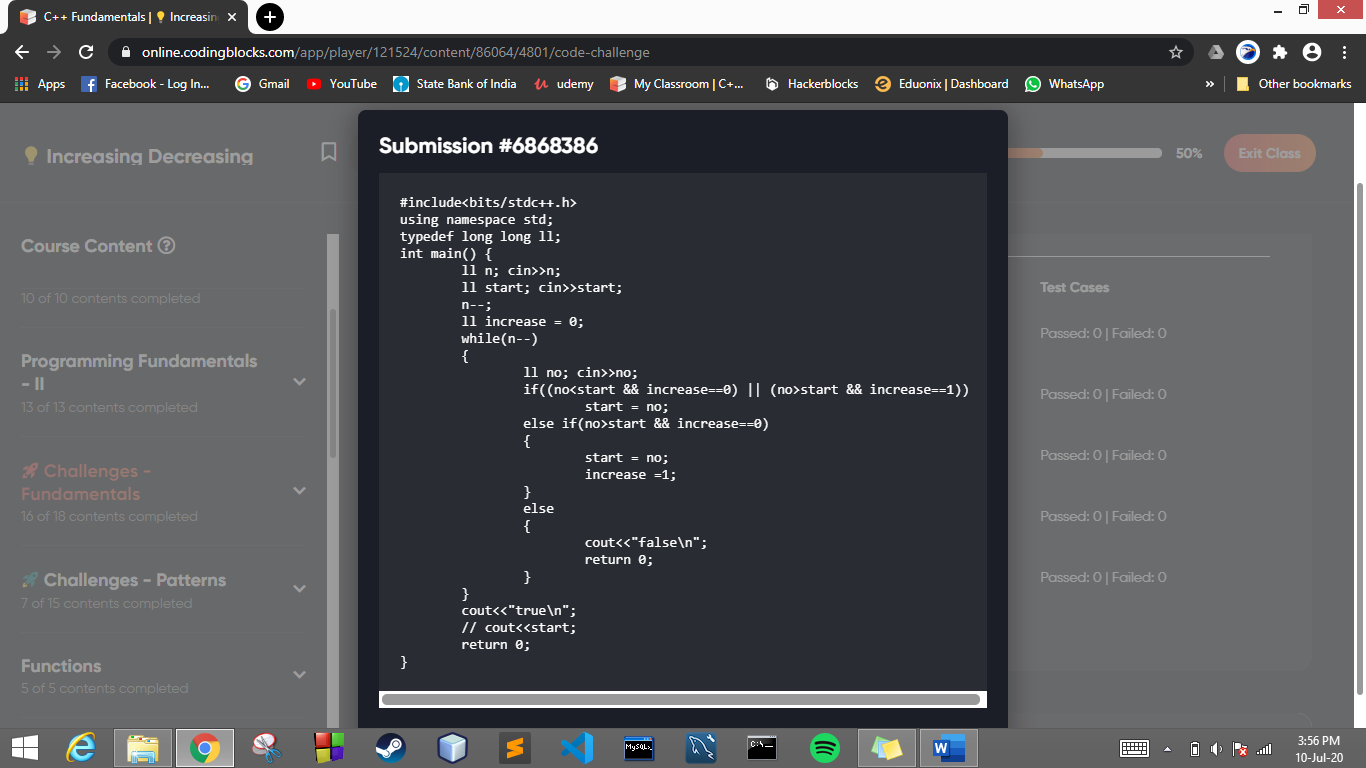 C++ Fundamentals | 💡 Increasin
online.codingblocks.com/app/player/121524/content/86064/4801/code-challenge
Apps
Facebook - Log In...
Gmail
YouTube
State Bank of India
udemy
My Classroom | C+...
Hackerblocks
Eduonix | Dashboard
WhatsApp
»
Other bookmarks
💡 Increasing Decreasing
50%
Exit Class
Course Content
10 of 10 contents completed
Programming Fundamentals
- II
13 of 13 contents completed
🚀 Challenges -
Fundamentals
16 of 18 contents completed
🚀 Challenges - Patterns
7 of 15 contents completed
Functions
5 of 5 contents completed
Submission #6868386
#include<bits/stdc++.h>
using namespace std;
typedef long long ll;
int main() {
ll n; cin>>n;
ll start; cin>>start;
n--;
ll increase = 0;
while(n--)
{
ll no; cin>>no;
if((no<start && increase==0) || (no>start && increase==1))
start = no;
else if(no>start && increase==0)
{
start = no;
increase =1;
}
else
{
cout<<"false\n";
return 0;
}
}
cout<<"true\n";
// cout<<start;
return 0;
}
Test Cases
Passed: 0 | Failed: 0
Passed: 0 | Failed: 0
Passed: 0 | Failed: 0
Passed: 0 | Failed: 0
Passed: 0 | Failed: 0
3:56 PM
10-Jul-20